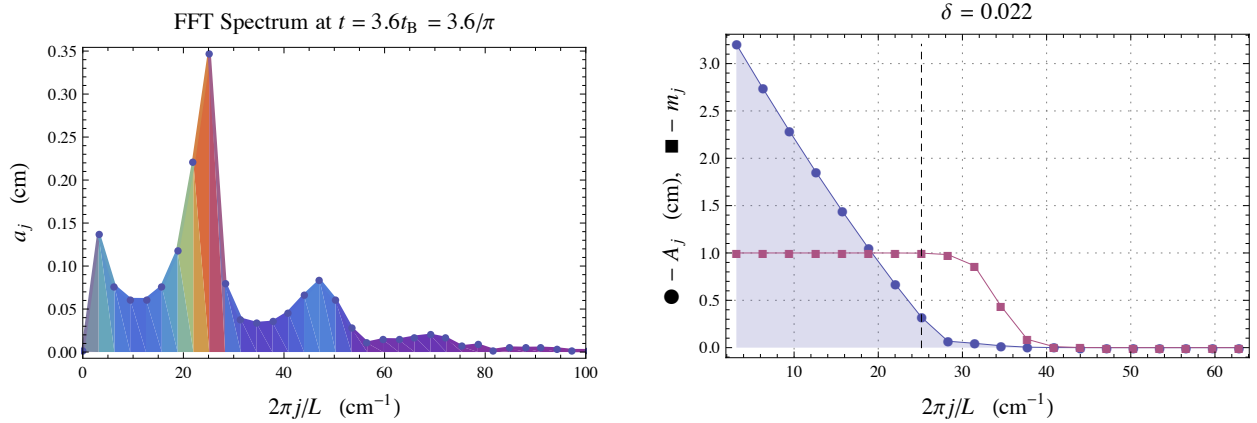 FFT Spectrum at t = 3.6t_B = 3.6/π
0.35
0.30
0.25
0.20
0.15
0.10
0.05
0.00
a_j (cm)
0 20 40 60 80 100
2πj/L (cm⁻¹)
δ = 0.022
3.0
2.5
2.0
1.5
1.0
0.5
0.0
●– A_j (cm), ■– m_j
10 20 30 40 50 60
2πj/L (cm⁻¹)